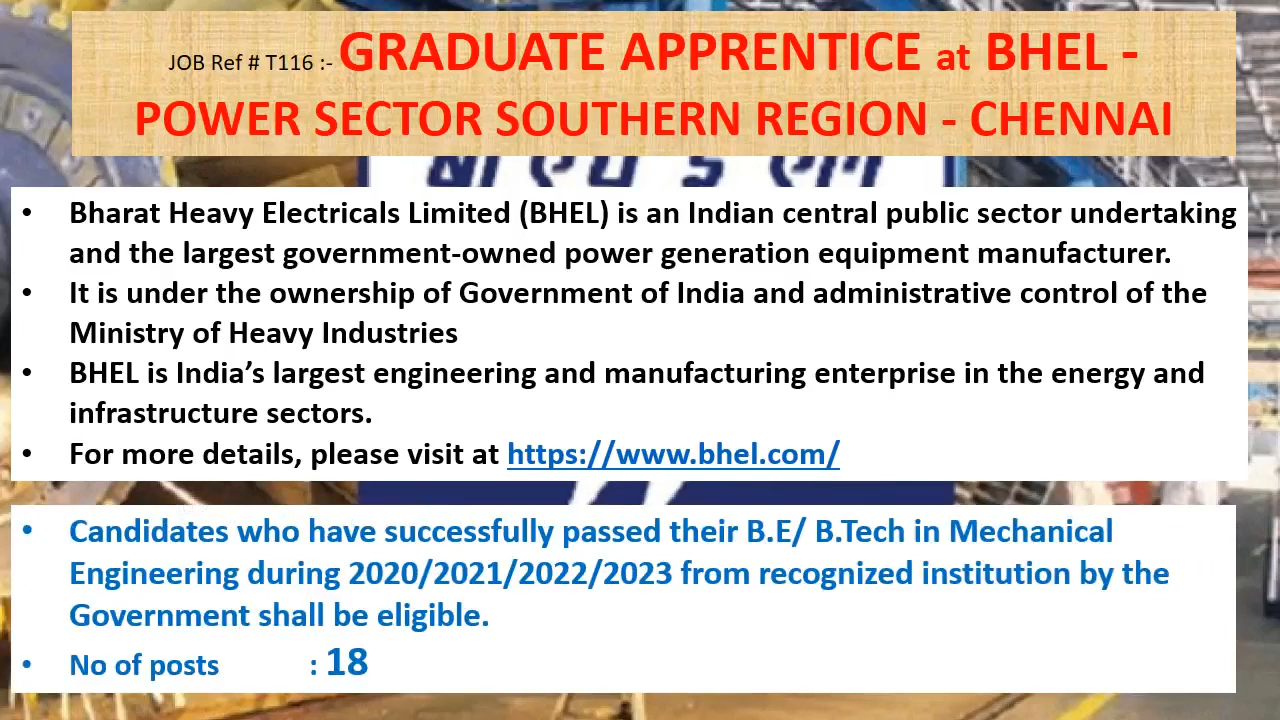 JOB Ref # T116 :- GRADUATE APPRENTICE at BHEL -
POWER SECTOR SOUTHERN REGION - CHENNAI
• Bharat Heavy Electricals Limited (BHEL) is an Indian central public sector undertaking
and the largest government-owned power generation equipment manufacturer.
• It is under the ownership of Government of India and administrative control of the
Ministry of Heavy Industries
• BHEL is India’s largest engineering and manufacturing enterprise in the energy and
infrastructure sectors.
• For more details, please visit at https://www.bhel.com/
• Candidates who have successfully passed their B.E/ B.Tech in Mechanical
Engineering during 2020/2021/2022/2023 from recognized institution by the
Government shall be eligible.
• No of posts : 18